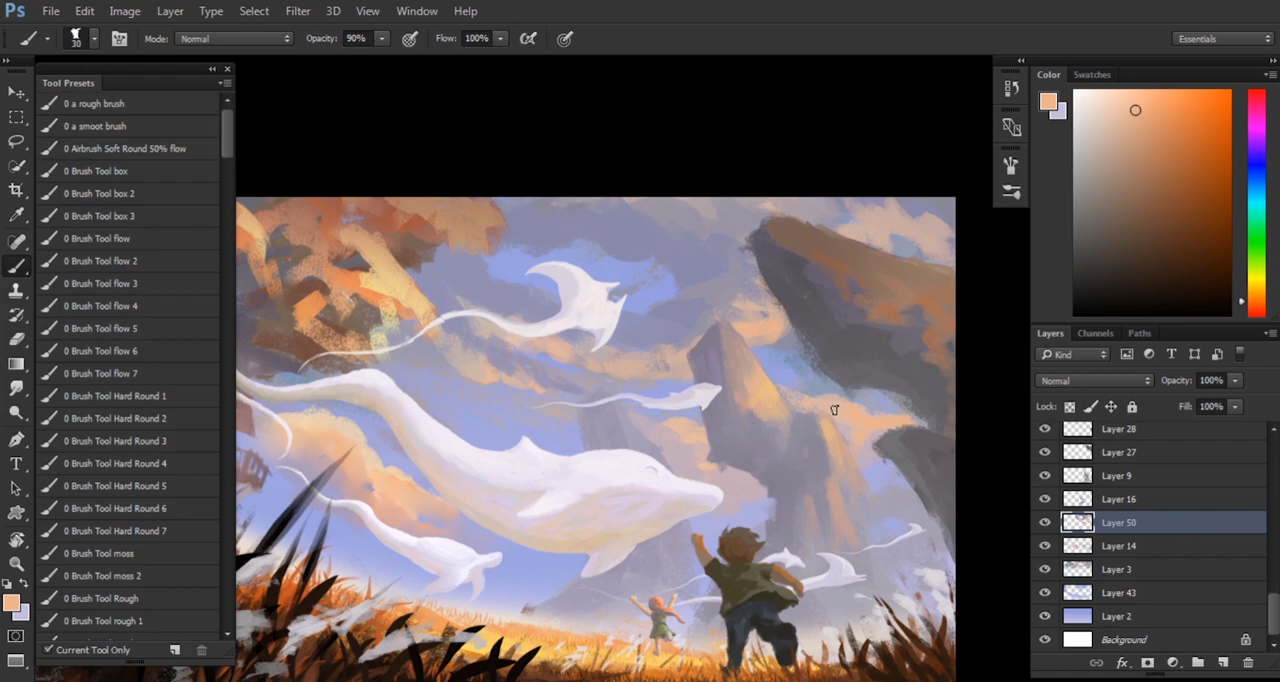 Ps File Edit Image Layer Type Select Filter 3D View Window Help
30 Mode: Normal Opacity: 90% Flow: 100% Essentials
Tool Presets
0 a rough brush
0 a smoot brush
0 Airbrush Soft Round 50% flow
0 Brush Tool box
0 Brush Tool box 2
0 Brush Tool box 3
0 Brush Tool flow
0 Brush Tool flow 2
0 Brush Tool flow 3
0 Brush Tool flow 4
0 Brush Tool flow 5
0 Brush Tool flow 6
0 Brush Tool flow 7
0 Brush Tool Hard Round 1
0 Brush Tool Hard Round 2
0 Brush Tool Hard Round 3
0 Brush Tool Hard Round 4
0 Brush Tool Hard Round 5
0 Brush Tool Hard Round 6
0 Brush Tool Hard Round 7
0 Brush Tool moss
0 Brush Tool moss 2
0 Brush Tool Rough
0 Brush Tool rough 1
Current Tool Only
Color Swatches
Layers Channels Paths
Kind
Normal Opacity: 100%
Lock: Fill: 100%
Layer 28
Layer 27
Layer 9
Layer 16
Layer 50
Layer 14
Layer 3
Layer 43
Layer 2
Background
fx